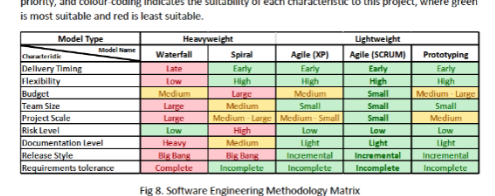 priority, and colour-coding indicates the suitability of each characteristic to this project, where green
is most suitable and red is least suitable.
Model Type Heavyweight Lightweight
Characteristic Model Name Waterfall Spiral Agile (XP) Agile (SCRUM) Prototyping
Delivery Timing Late Early Early Early Early
Flexibility Low High High High High
Budget Medium Large Medium Small Medium - Large
Team Size Large Medium Small Small Small
Project Scale Large Medium - Large Medium - Small Small Medium
Risk Level Low High Low Low Low
Documentation Level Heavy Medium Light Light Light
Release Style Big Bang Big Bang Incremental Incremental Incremental
Requirements tolerance Complete Incomplete Incomplete Incomplete Incomplete
Fig 8. Software Engineering Methodology Matrix